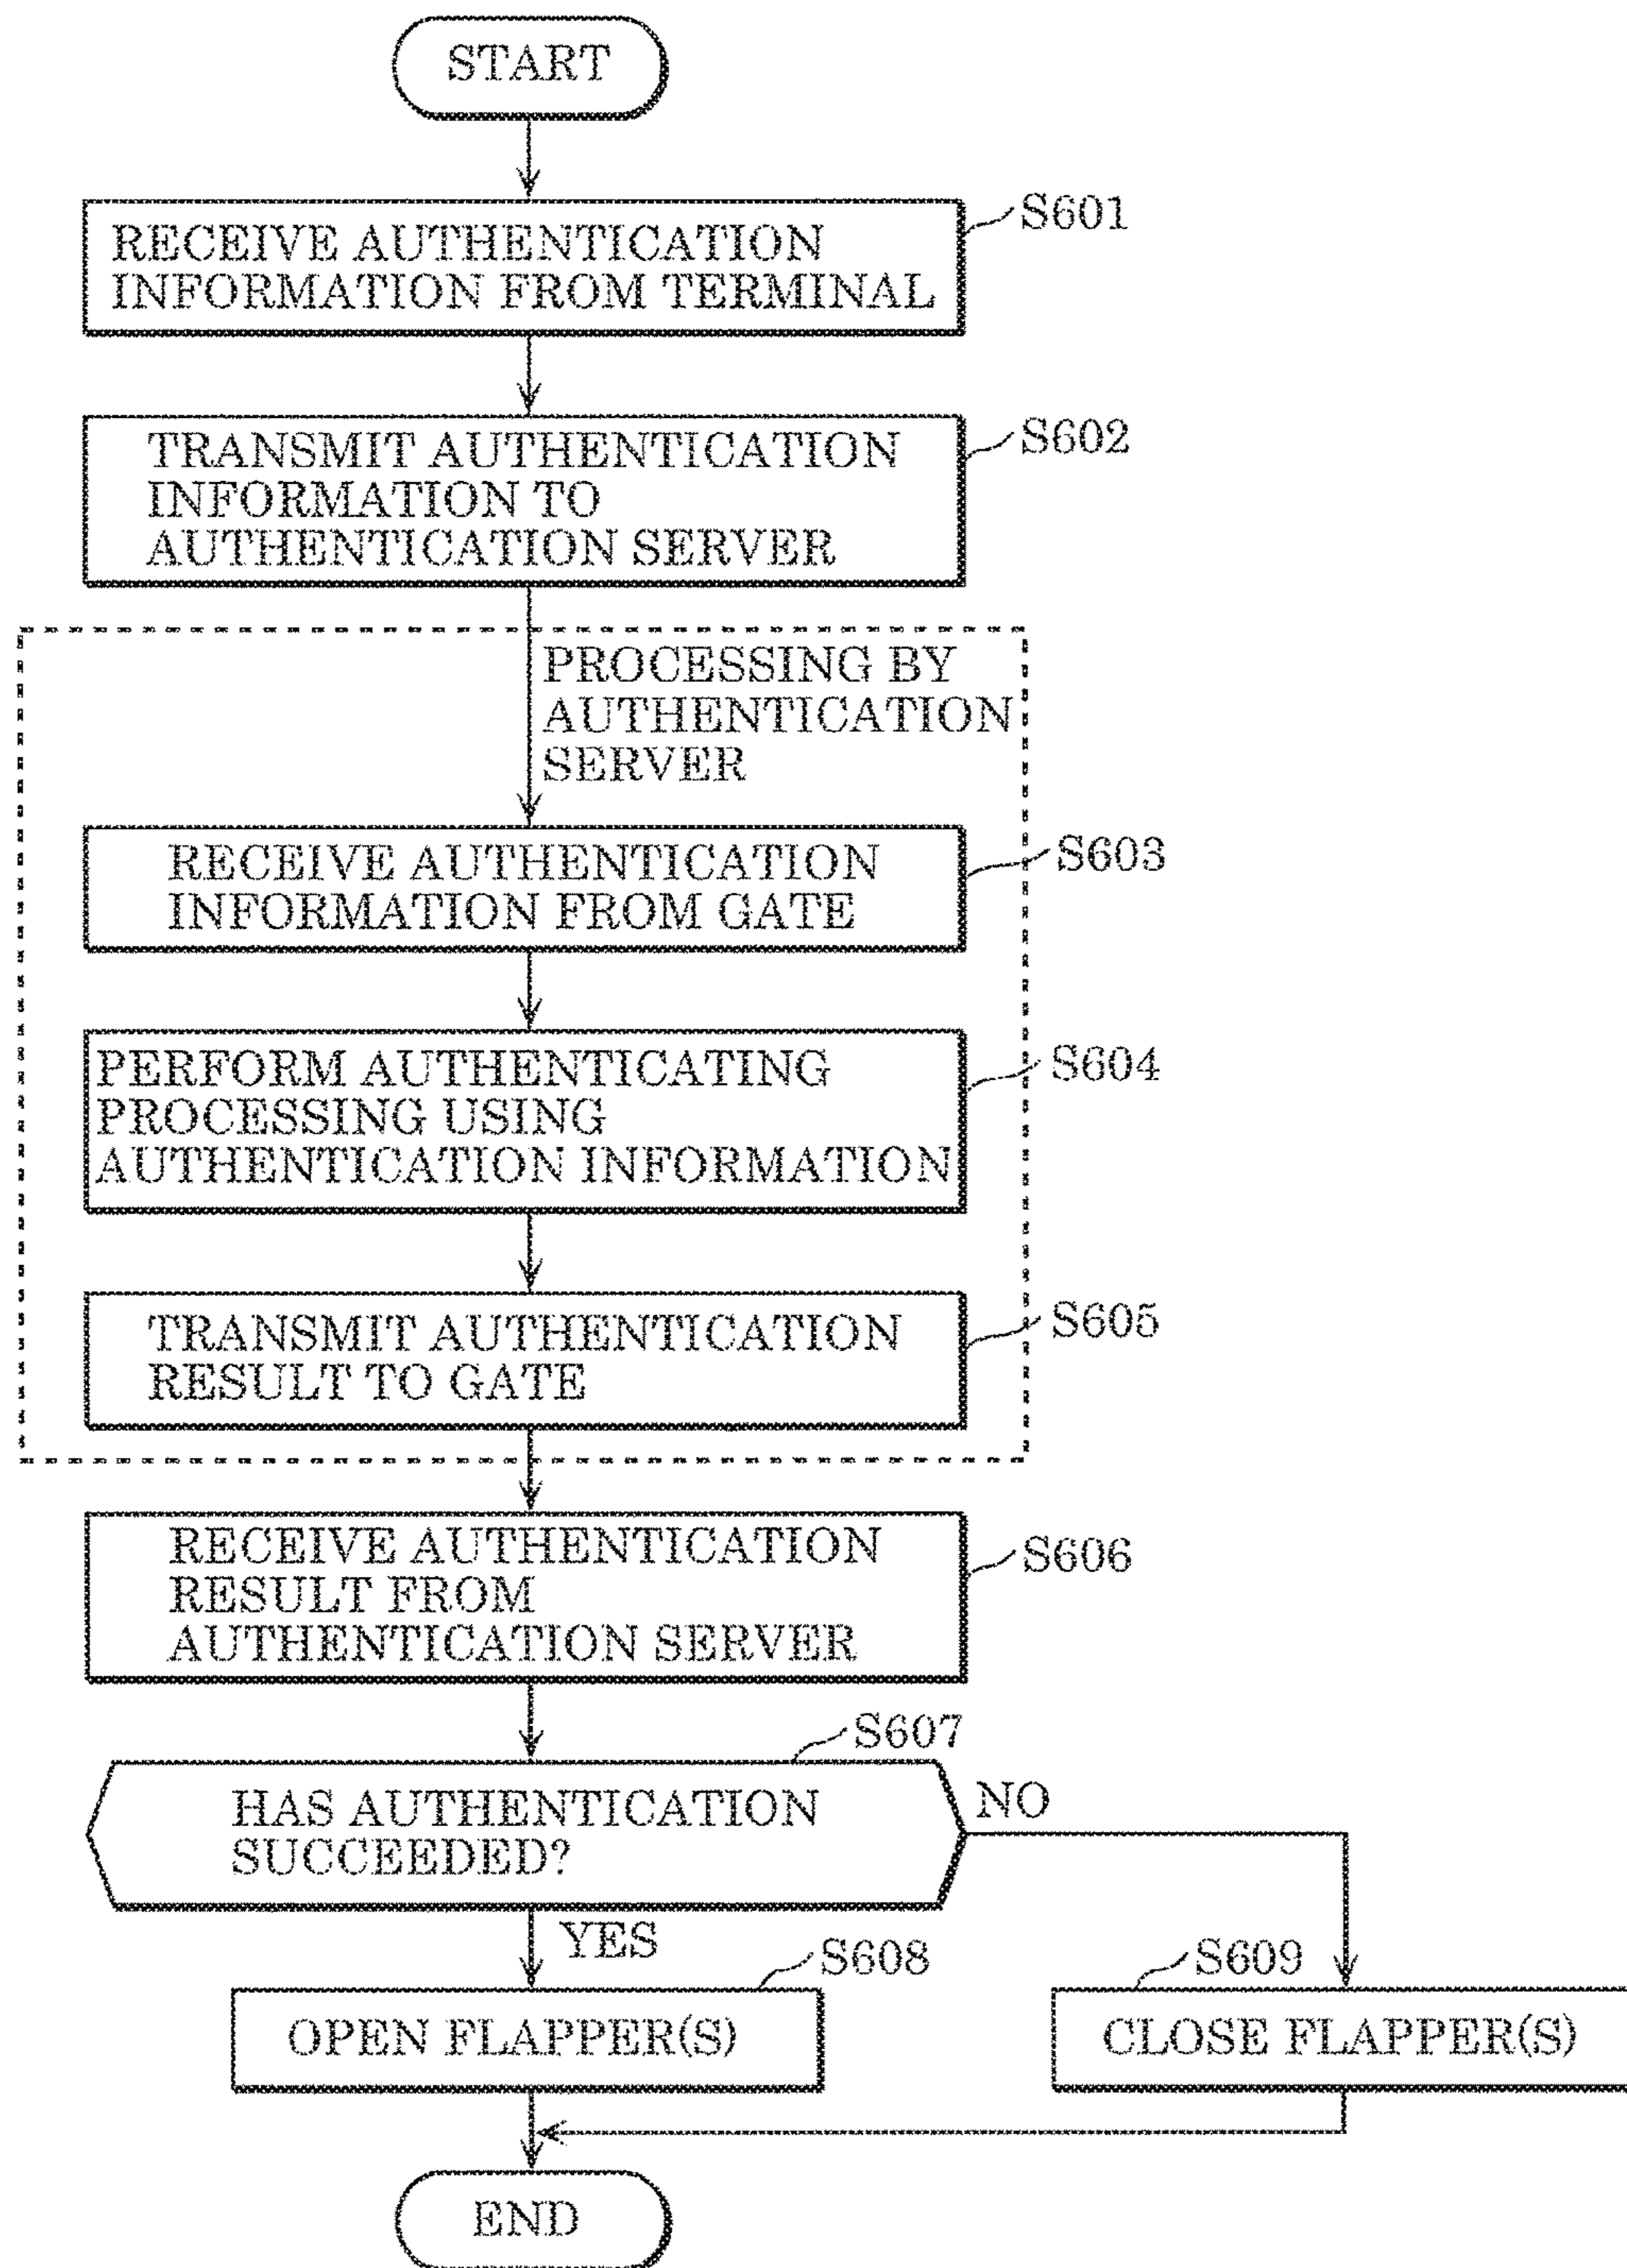 START
S601
RECEIVE AUTHENTICATION
INFORMATION FROM TERMINAL
S602
TRANSMIT AUTHENTICATION
INFORMATION TO
AUTHENTICATION SERVER
PROCESSING BY
AUTHENTICATION
SERVER
S603
RECEIVE AUTHENTICATION
INFORMATION FROM GATE
S604
PERFORM AUTHENTICATING
PROCESSING USING
AUTHENTICATION INFORMATION
S605
TRANSMIT AUTHENTICATION
RESULT TO GATE
S606
RECEIVE AUTHENTICATION
RESULT FROM
AUTHENTICATION SERVER
S607
HAS AUTHENTICATION
SUCCEEDED?
NO
YES
S608
OPEN FLAPPER(S)
S609
CLOSE FLAPPER(S)
END